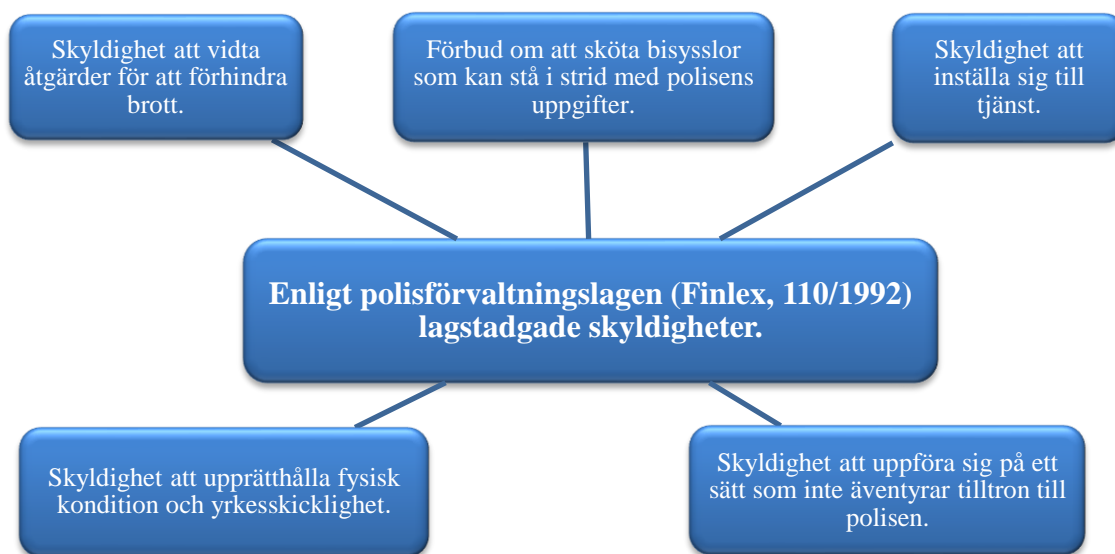 Skyldighet att vidta
åtgärder för att förhindra
brott.
Förbud om att sköta bisysslor
som kan stå i strid med polisens
uppgifter.
Skyldighet att
inställa sig till
tjänst.
Enligt polisförvaltningslagen (Finlex, 110/1992)
lagstadgade skyldigheter.
Skyldighet att upprätthålla fysisk
kondition och yrkesskicklighet.
Skyldighet att uppföra sig på ett
sätt som inte äventyrar tilltron till
polisen.